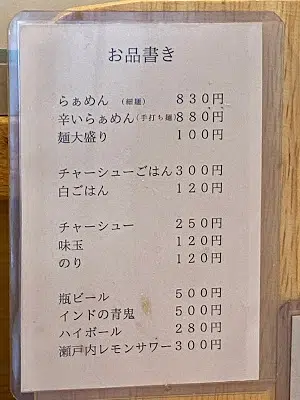 お品書き
らぁめん （細麺） ８３０円
辛いらぁめん（手打ち麺）８８０円
麺大盛り １００円
チャーシューごはん３００円
白ごはん １２０円
チャーシュー ２５０円
味玉 １２０円
のり １２０円
瓶ビール ５００円
インドの青鬼 ５００円
ハイボール ２８０円
瀬戸内レモンサワー３００円